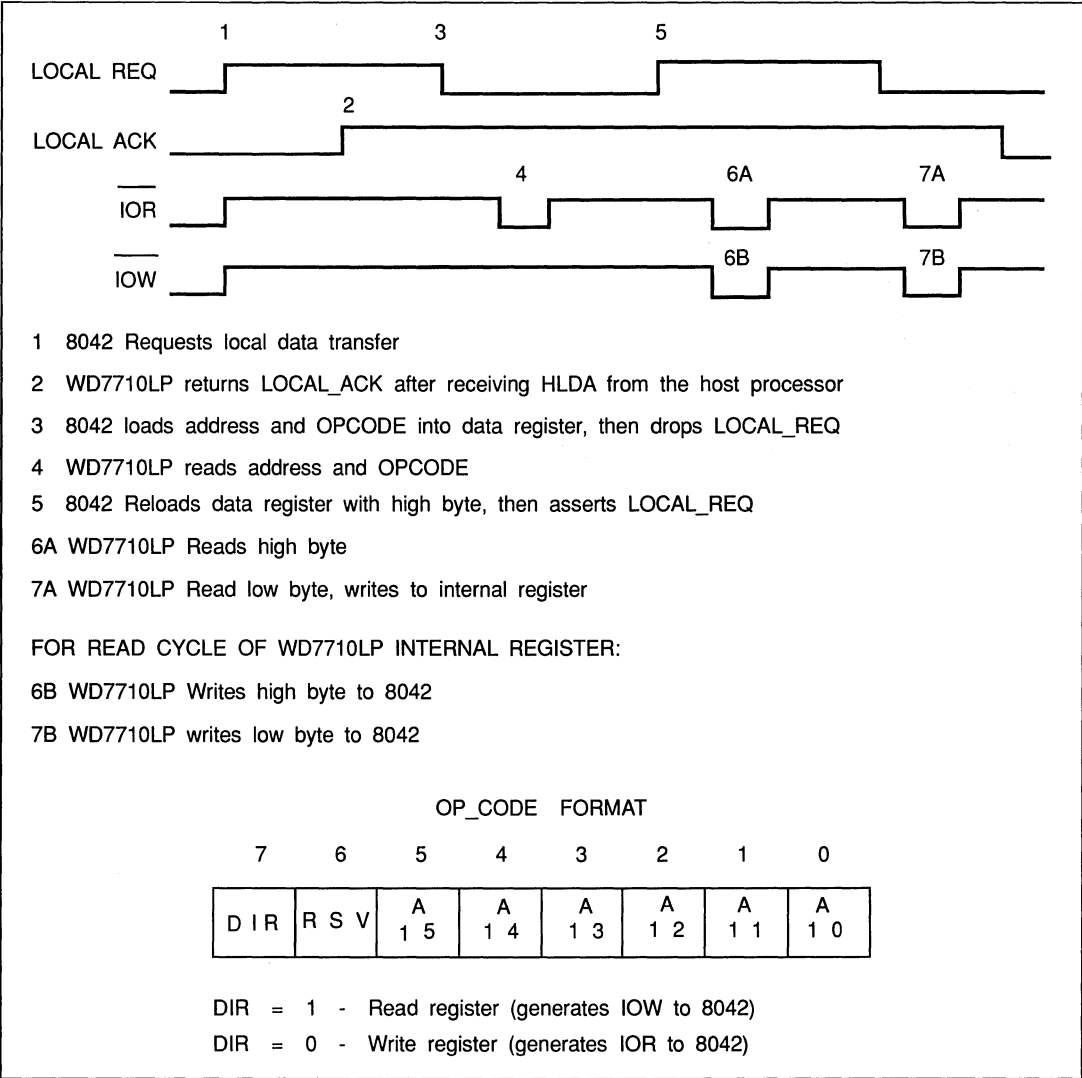 1 3 5
LOCAL REQ
2
LOCAL ACK
4 6A 7A
IOR
6B 7B
IOW
1 8042 Requests local data transfer
2 WD7710LP returns LOCAL_ACK after receiving HLDA from the host processor
3 8042 loads address and OPCODE into data register, then drops LOCAL_REQ
4 WD7710LP reads address and OPCODE
5 8042 Reloads data register with high byte, then asserts LOCAL_REQ
6A WD7710LP Reads high byte
7A WD7710LP Read low byte, writes to internal register
FOR READ CYCLE OF WD7710LP INTERNAL REGISTER:
6B WD7710LP Writes high byte to 8042
7B WD7710LP writes low byte to 8042
OP_CODE FORMAT
7 6 5 4 3 2 1 0
DIR RSV A15 A14 A13 A12 A11 A10
DIR = 1 - Read register (generates IOW to 8042)
DIR = 0 - Write register (generates IOR to 8042)